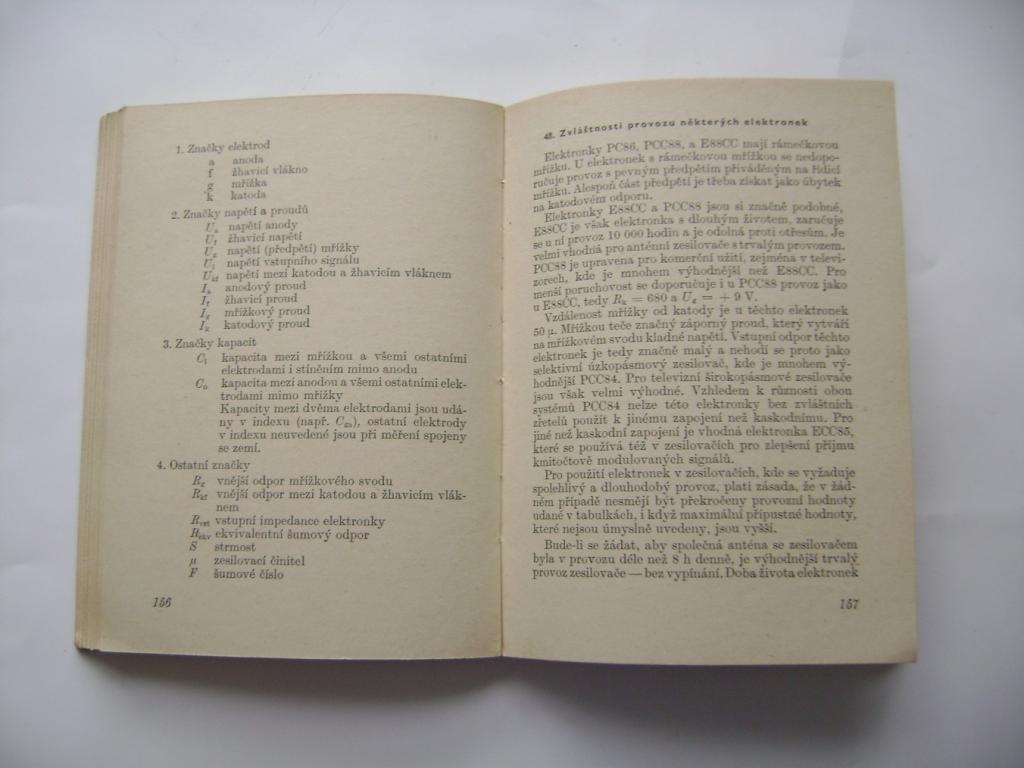 1. Značky elektrod
a anoda
f žhavicí vlákno
g mřížka
k katoda
2. Značky napětí a proudů
Ua napětí anody
Uf žhavicí napětí
Ug napětí (předpětí) mřížky
U1 napětí vstupního signálu
Ukf napětí mezi katodou a žhavicím vláknem
Ia anodový proud
If žhavicí proud
Ig mřížkový proud
Ik katodový proud
3. Značky kapacit
C1 kapacita mezi mřížkou a všemi ostatními
elektrodami i stíněním mimo anodu
Co kapacita mezi anodou a všemi ostatními elek-
trodami mimo mřížky
Kapacity mezi dvěma elektrodami jsou udá-
ny v indexu (např. Cga), ostatní elektrody
v indexu neuvedené jsou při měření spojeny
se zemí.
4. Ostatní značky
Rg vnější odpor mřížkového svodu
Rkf vnější odpor mezi katodou a žhavicím vlák-
nem
Rvst vstupní impedance elektronky
Rekv ekvivalentní šumový odpor
S strmost
μ zesilovací činitel
F šumové číslo
156
48. Zvláštnosti provozu některých elektronek
Elektronky PC86, PCC88, a E88CC mají rámečkovou
mřížku. U elektronek s rámečkovou mřížkou se nedopo-
ručuje provoz s pevným předpětím přiváděným na řídicí
mřížku. Alespoň část předpětí je třeba získat jako úbytek
na katodovém odporu.
Elektronky E88CC a PCC88 jsou si značně podobné,
E88CC je však elektronka s dlouhým životem, zaručuje
se u ní provoz 10 000 hodin a je odolná proti otřesům. Je
velmi vhodná pro anténní zesilovače s trvalým provozem.
PCC88 je upravena pro komerční užití, zejména v televi-
zorech, kde je mnohem výhodnější než E88CC. Pro
menší poruchovost se doporučuje i u PCC88 provoz jako
u E88CC, tedy Rk = 680 a Ug = + 9 V.
Vzdálenost mřížky od katody je u těchto elektronek
50 μ. Mřížkou teče značný záporný proud, který vytváří
na mřížkovém svodu kladné napětí. Vstupní odpor těchto
elektronek je tedy značně malý a nehodí se proto jako
selektivní úzkopásmový zesilovač, kde je mnohem vý-
hodnější PCC84. Pro televizní širokopásmové zesilovače
jsou však velmi výhodné. Vzhledem k různosti obou
systémů PCC84 nelze této elektronky bez zvláštních
zřetelů použít k jinému zapojení než kaskodnímu. Pro
jiné než kaskodní zapojení je vhodná elektronka ECC85,
které se používá též v zesilovačích pro zlepšení příjmu
kmitočtově modulovaných signálů.
Pro použití elektronek v zesilovačích, kde se vyžaduje
spolehlivý a dlouhodobý provoz, platí zásada, že v žád-
ném případě nesmějí být překročeny provozní hodnoty
udané v tabulkách, i když maximální přípustné hodnoty,
které nejsou úmyslně uvedeny, jsou vyšší.
Bude-li se žádat, aby společná anténa se zesilovačem
byla v provozu déle než 8 h denně, je výhodnější trvalý
provoz zesilovače — bez vypínání. Doba života elektronek
157